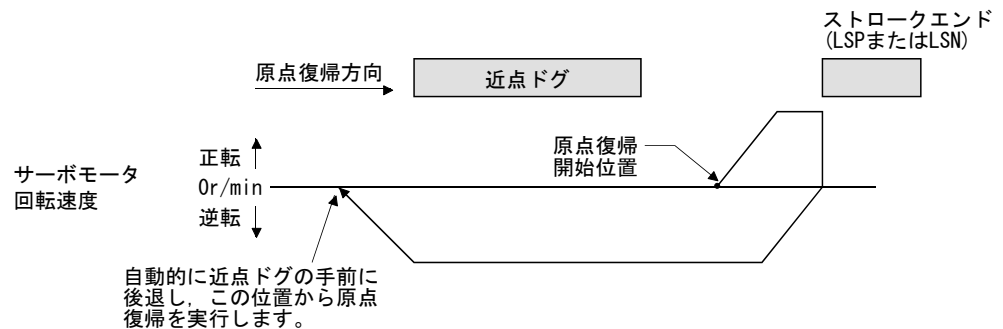 ストロークエンド
(LSPまたはLSN)
原点復帰方向
近点ドグ
原点復帰
開始位置
正転
サーボモータ
回転速度
0r/min
逆転
自動的に近点ドグの手前に
後退し，この位置から原点
復帰を実行します。